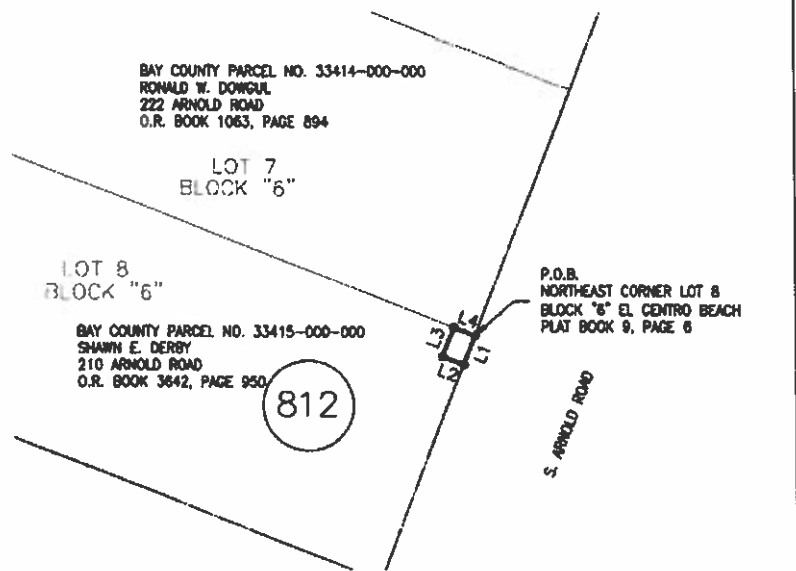 BAY COUNTY PARCEL NO. 33414-000-000
RONALD W. DOWGUL
222 ARNOLD ROAD
O.R. BOOK 1063, PAGE 894
LOT 7
BLOCK "6"
LOT 8
BLOCK "6"
P.O.B.
NORTHEAST CORNER LOT 8
BLOCK "6" EL CENTRO BEACH
PLAT BOOK 9, PAGE 6
L4
L3
L1
L2
BAY COUNTY PARCEL NO. 33415-000-000
SHAWN E. DERBY
210 ARNOLD ROAD
O.R. BOOK 3642, PAGE 950
812
S. ARNOLD ROAD